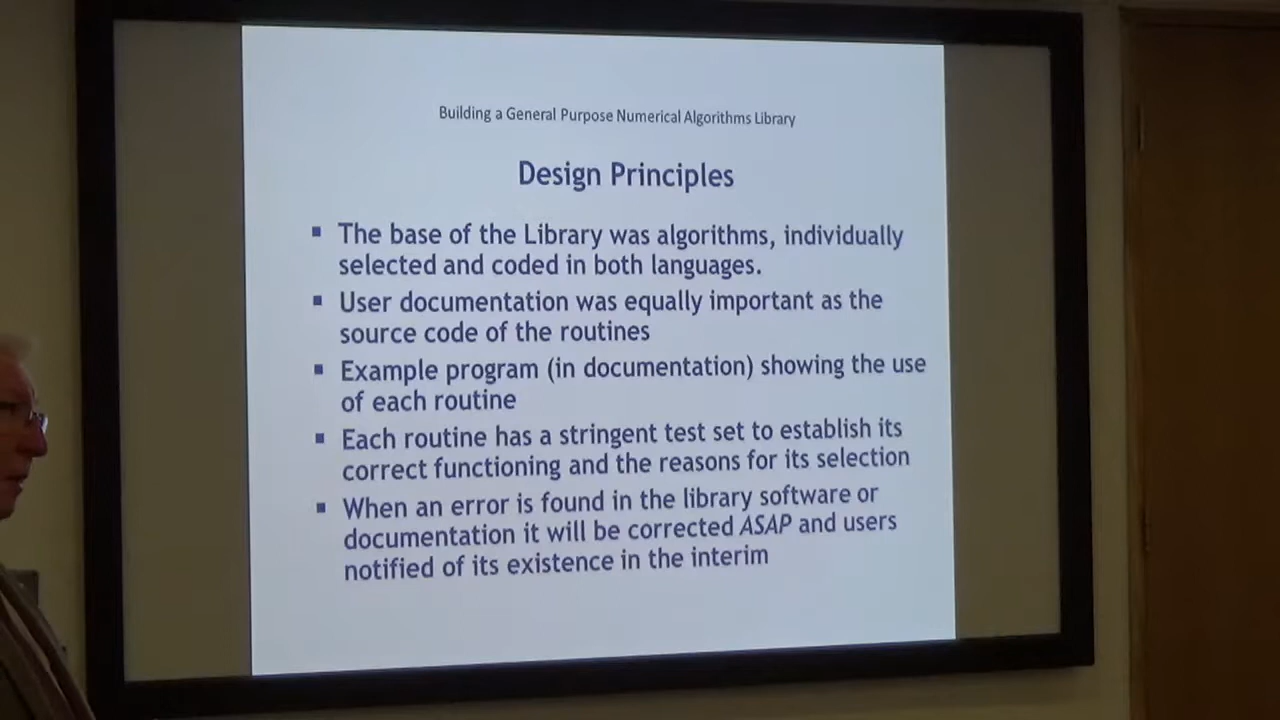 Building a General Purpose Numerical Algorithms Library
Design Principles
▪ The base of the Library was algorithms, individually
selected and coded in both languages.
▪ User documentation was equally important as the
source code of the routines
▪ Example program (in documentation) showing the use
of each routine
▪ Each routine has a stringent test set to establish its
correct functioning and the reasons for its selection
▪ When an error is found in the library software or
documentation it will be corrected ASAP and users
notified of its existence in the interim